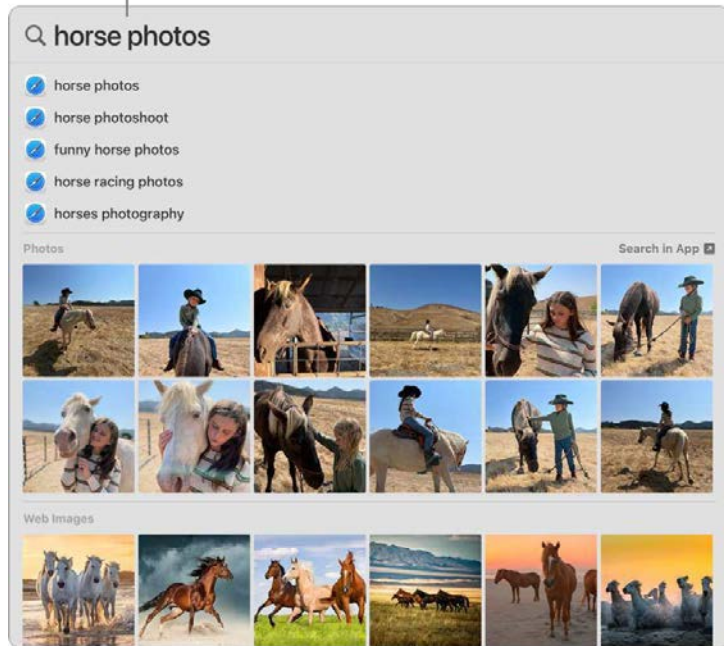 horse photos
horse photos
horse photoshoot
funny horse photos
horse racing photos
horses photography
Photos Search in App
Web Images